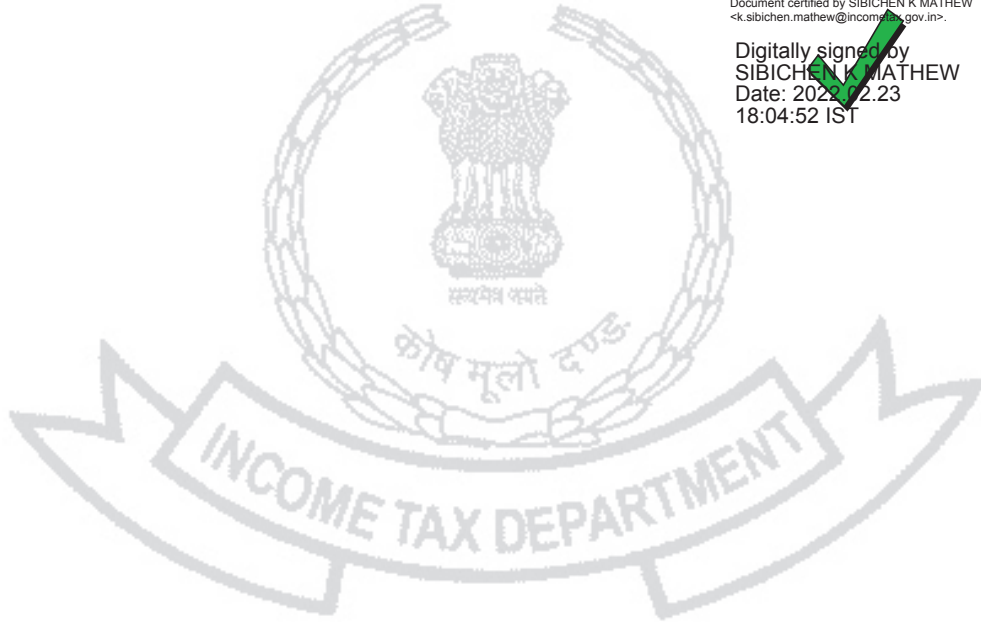 Document certified by SIBICHEN K MATHEW
<k.sibichen.mathew@incometax.gov.in>.
Digitally signed by
SIBICHEN K MATHEW
Date: 2022.02.23
18:04:52 IST
सत्यमेव जयते
कोष मूलो दण्ड
INCOME TAX DEPARTMENT